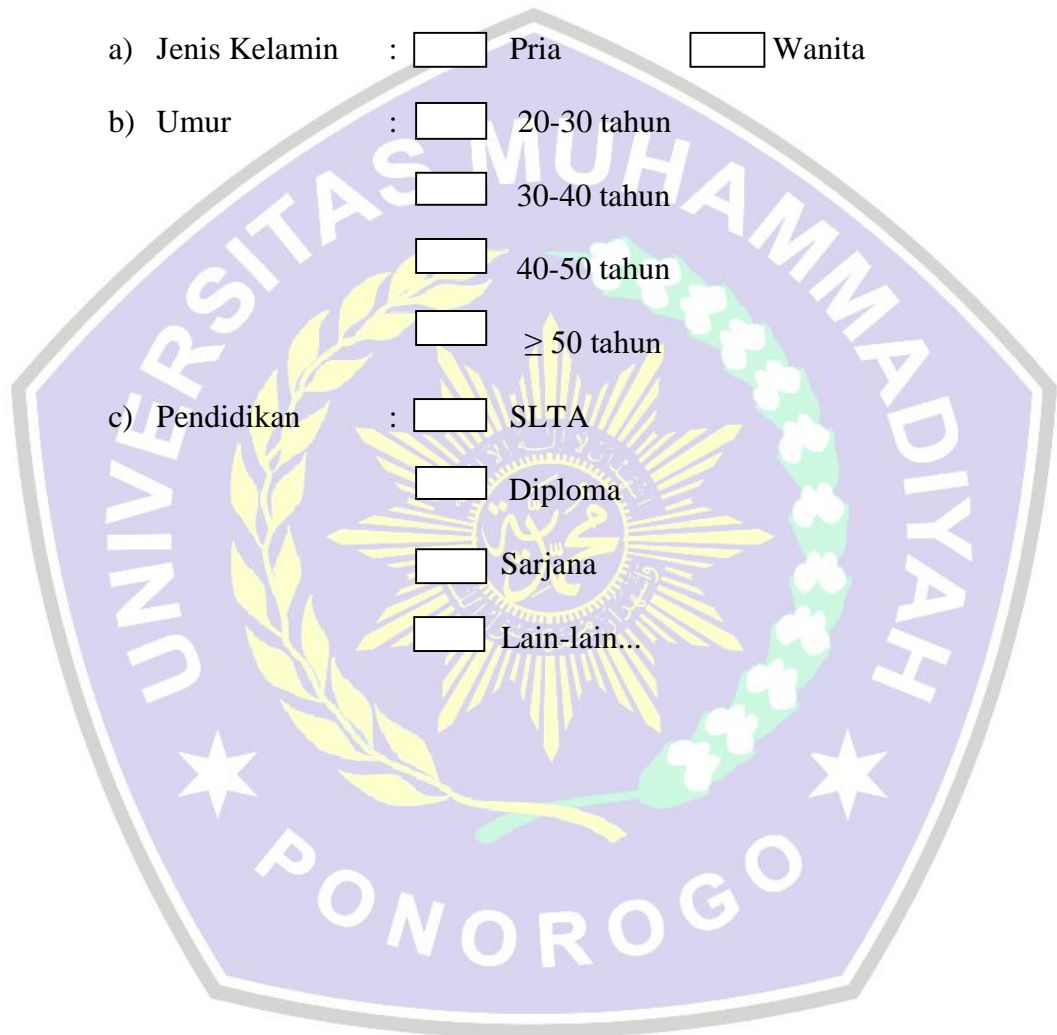 a) Jenis Kelamin : Pria Wanita
b) Umur : 20-30 tahun
30-40 tahun
40-50 tahun
≥ 50 tahun
c) Pendidikan : SLTA
Diploma
Sarjana
Lain-lain...
UNIVERSITAS MUHAMMADIYAH
PONOROGO
محمدية